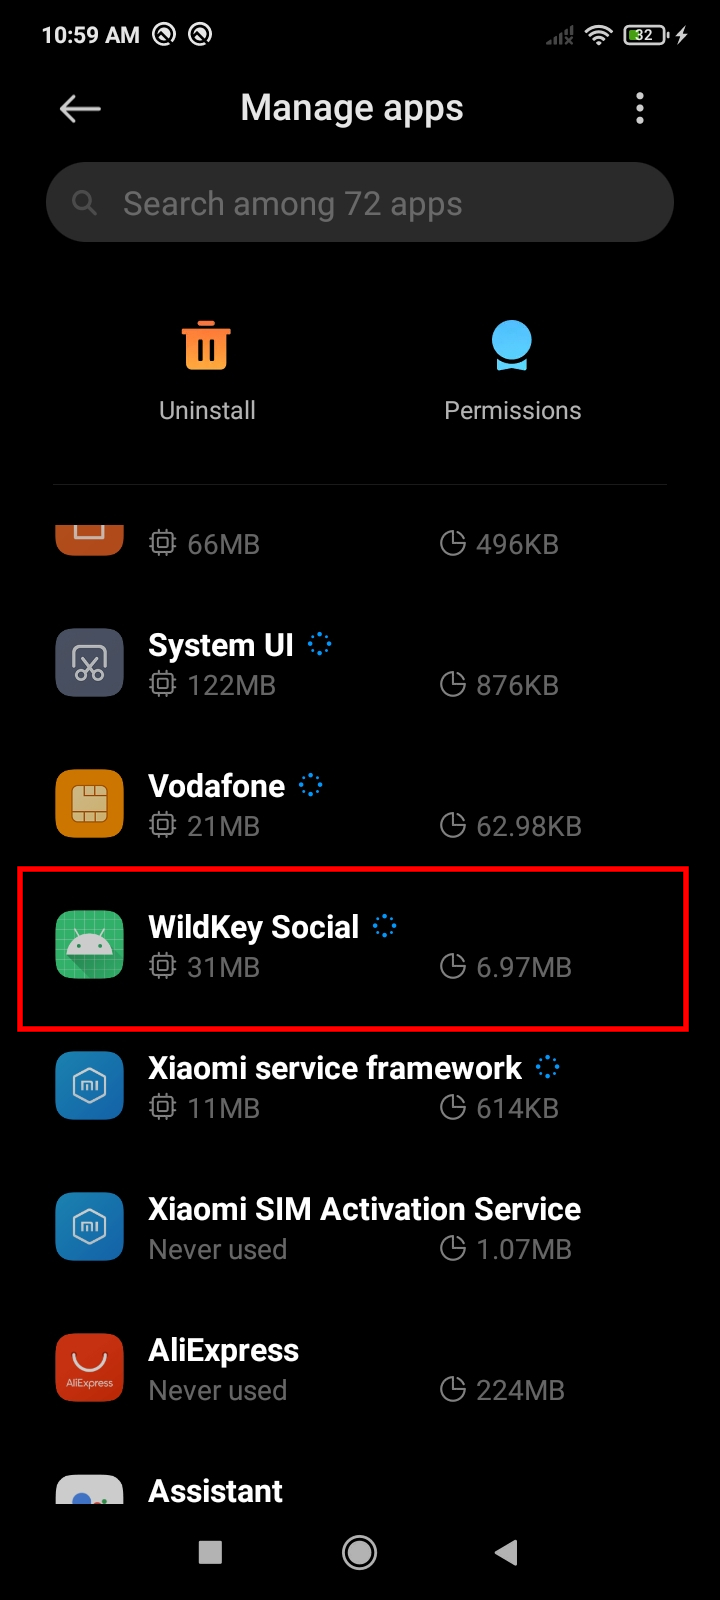 10:59 AM 32
Manage apps
Search among 72 apps
Uninstall Permissions
66MB 496KB
System UI
122MB 876KB
Vodafone
21MB 62.98KB
WildKey Social
31MB 6.97MB
Xiaomi service framework
11MB 614KB
Xiaomi SIM Activation Service
Never used 1.07MB
AliExpress
AliExpress
Never used 224MB
Assistant